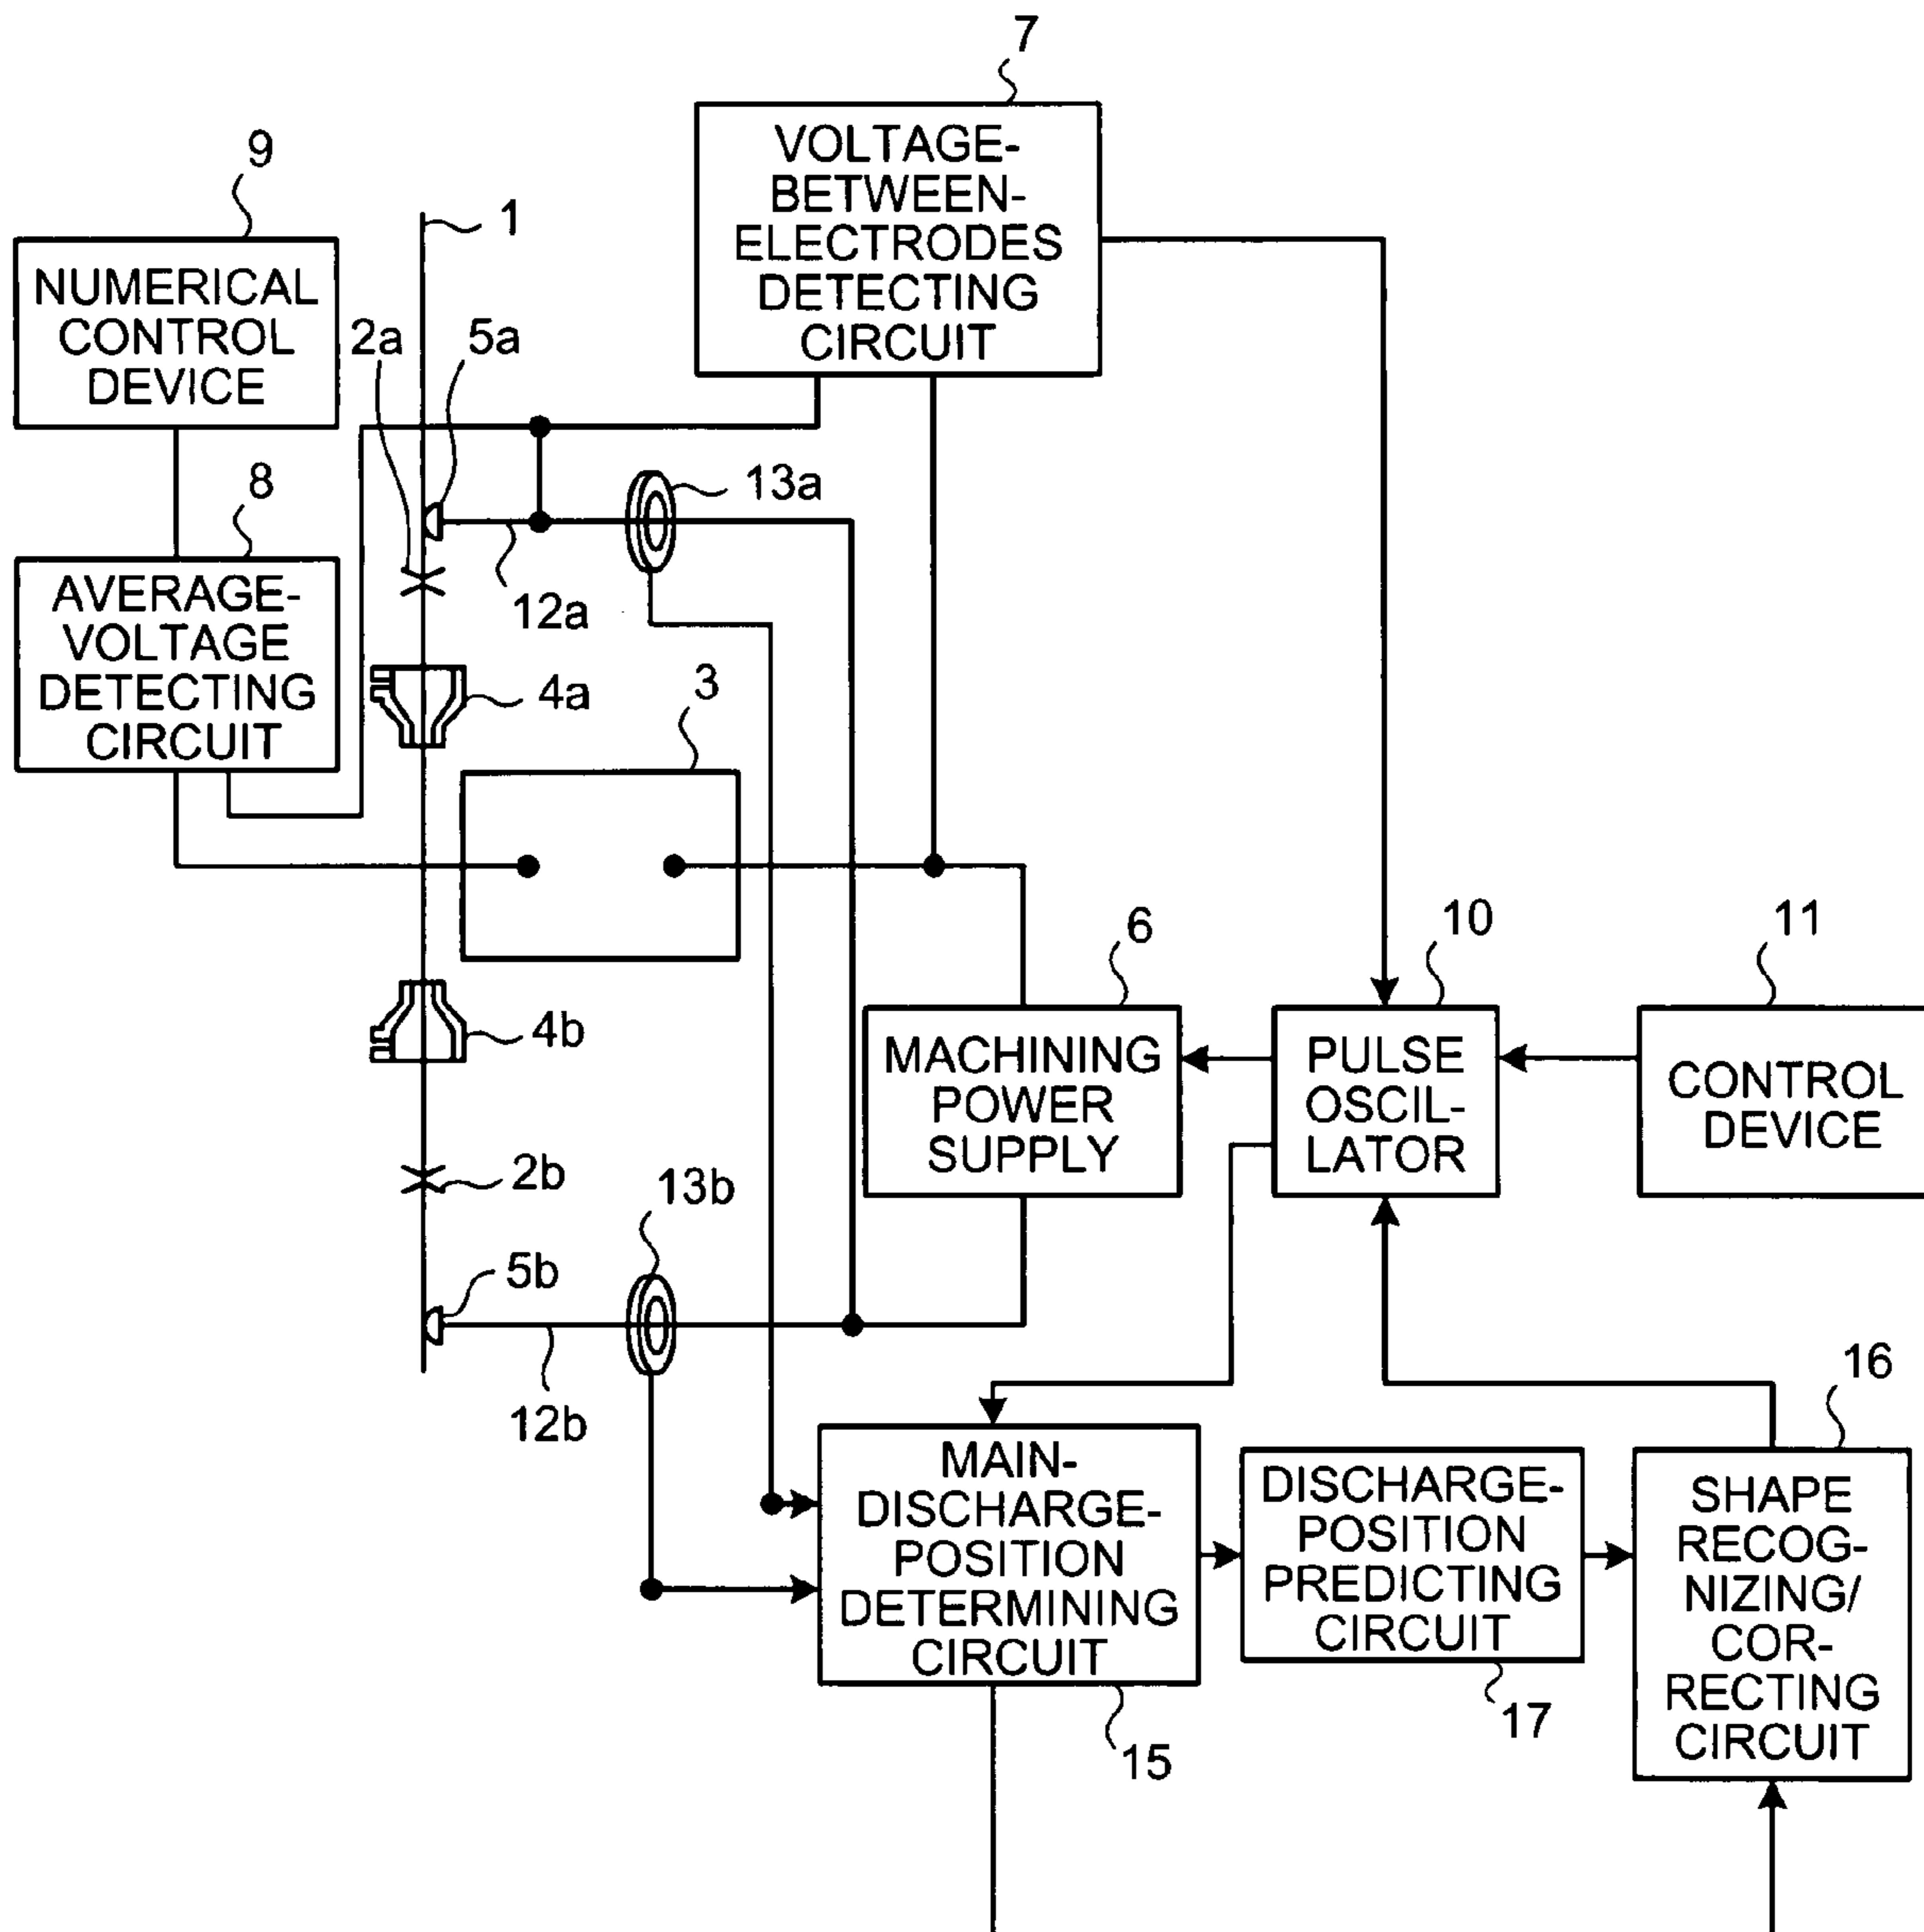 7
VOLTAGE-
BETWEEN-
ELECTRODES
DETECTING
CIRCUIT
9
NUMERICAL
CONTROL
DEVICE
1
2a
5a
8
AVERAGE-
VOLTAGE
DETECTING
CIRCUIT
13a
12a
4a
3
4b
6
MACHINING
POWER
SUPPLY
10
PULSE
OSCIL-
LATOR
11
CONTROL
DEVICE
2b
13b
5b
12b
MAIN-
DISCHARGE-
POSITION
DETERMINING
CIRCUIT
15
DISCHARGE-
POSITION
PREDICTING
CIRCUIT
17
16
SHAPE
RECOG-
NIZING/
COR-
RECTING
CIRCUIT